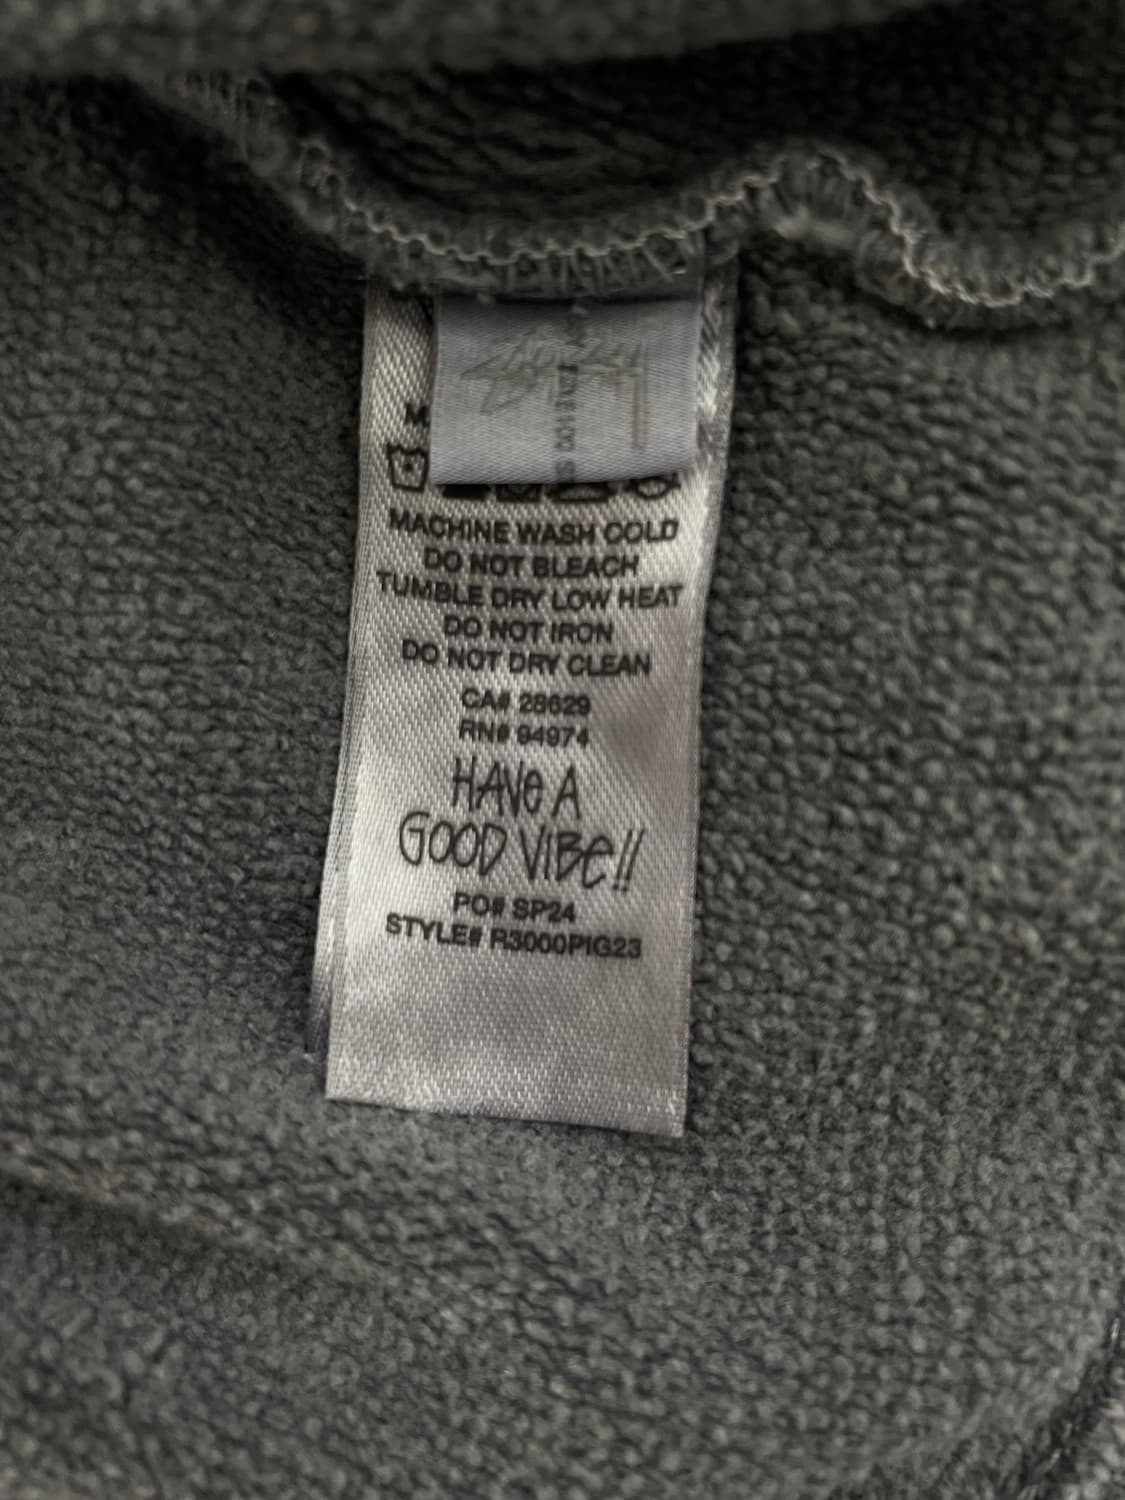 MACHINE WASH COLD
DO NOT BLEACH
TUMBLE DRY LOW HEAT
DO NOT IRON
DO NOT DRY CLEAN
CA# 28629
RN# 94974
HAVe A
GOOD VIBe!!
PO# SP24
STYLE# R3000PIG23